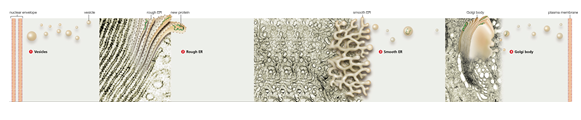 nuclear envelope
vesicle
rough ER
new protein
smooth ER
Golgi body
plasma membrane
Vesicles
Rough ER
Smooth ER
Golgi body